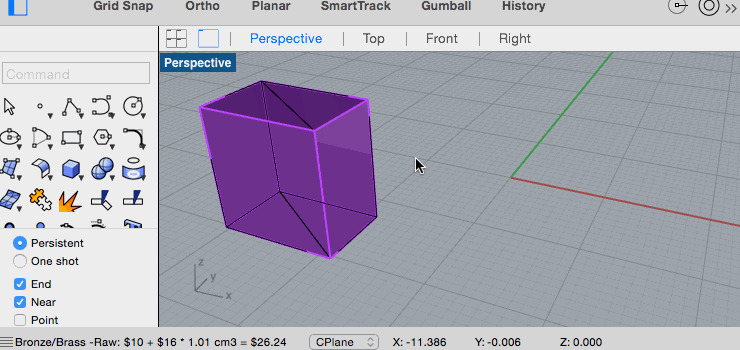 Grid Snap Ortho Planar SmartTrack Gumball History
Perspective Top Front Right
Perspective
Command
Persistent
One shot
End
Near
Point
z
y
x
Bronze/Brass -Raw: $10 + $16 * 1.01 cm3 = $26.24 CPlane X: -11.386 Y: -0.006 Z: 0.000